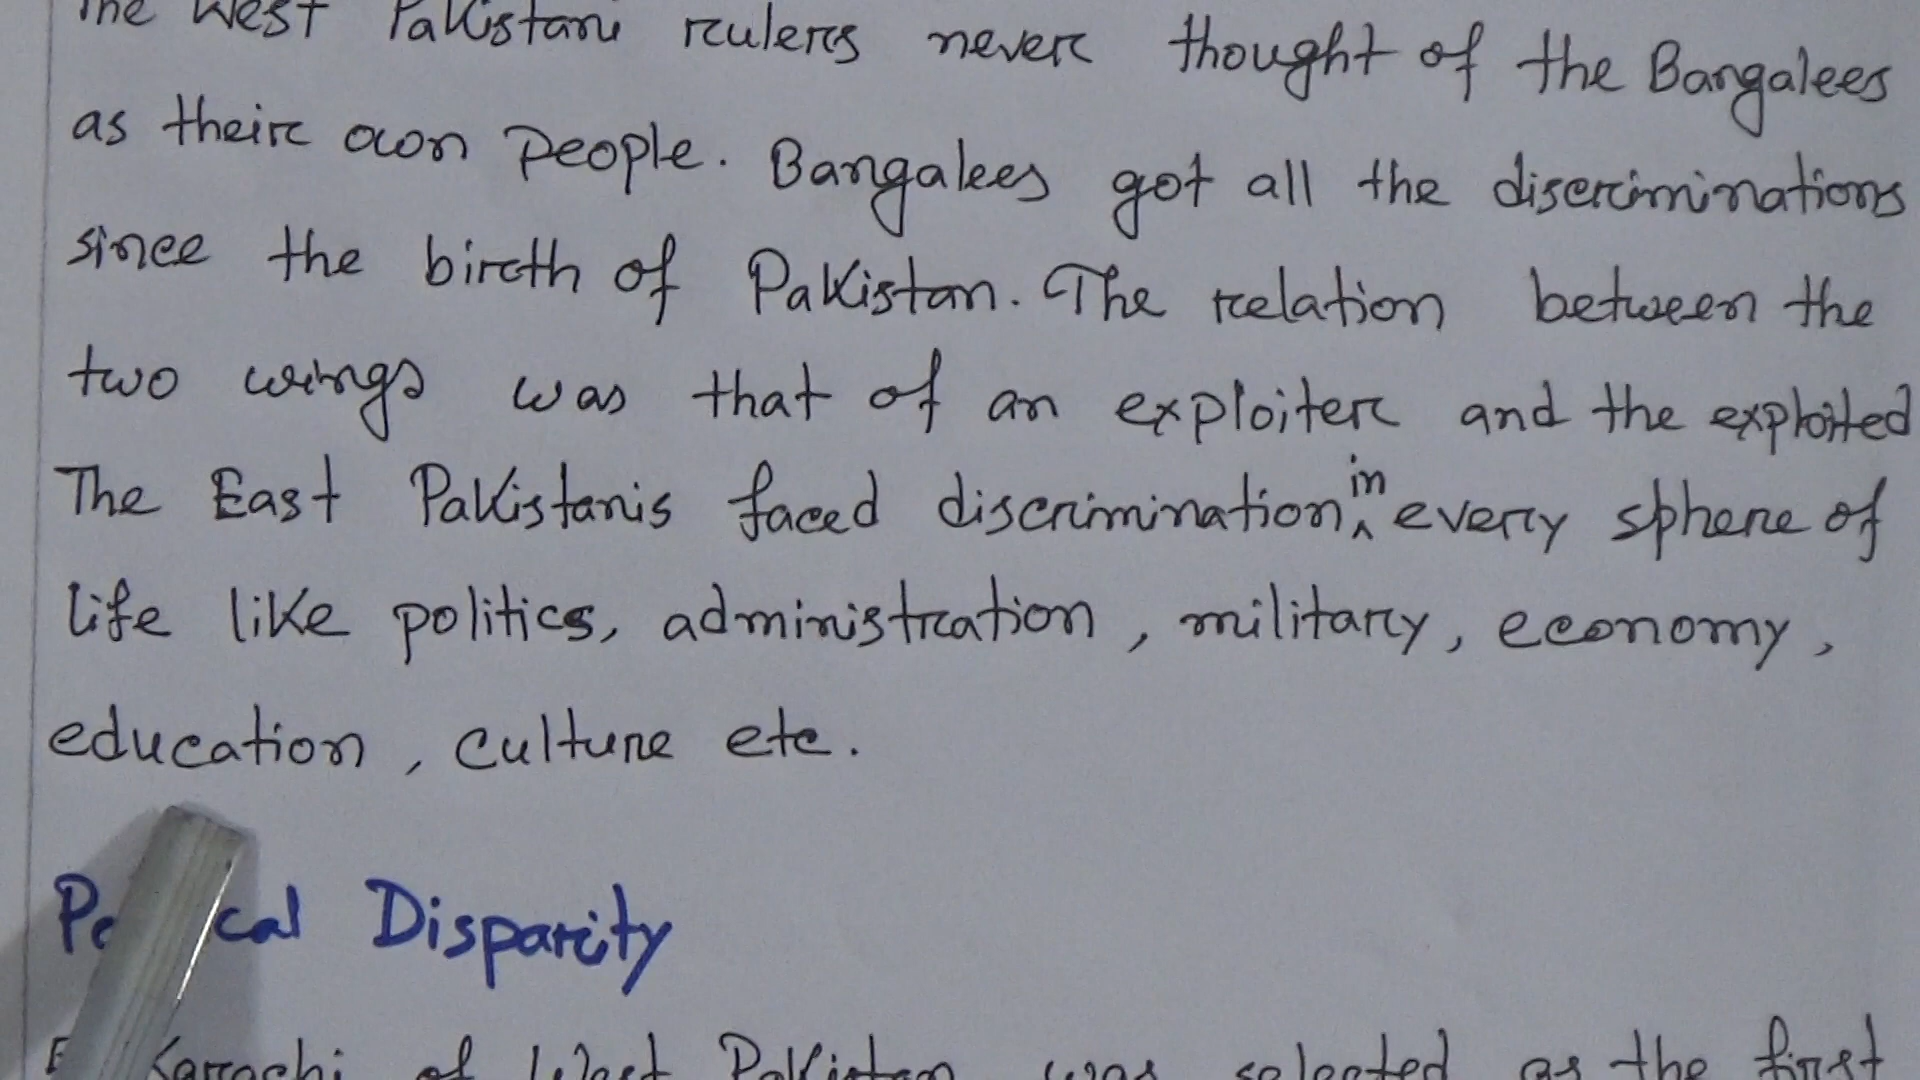 The West Pakistani rulers never thought of the Bangalees
as their own people. Bangalees got all the discriminations
since the birth of Pakistan. The relation between the
two wings was that of an exploiter and the exploited
The East Pakistanis faced discrimination in every sphere of
life like politics, administration, military, economy,
education, culture etc.
Disparity
Karachi of West Pakistan was selected as the first